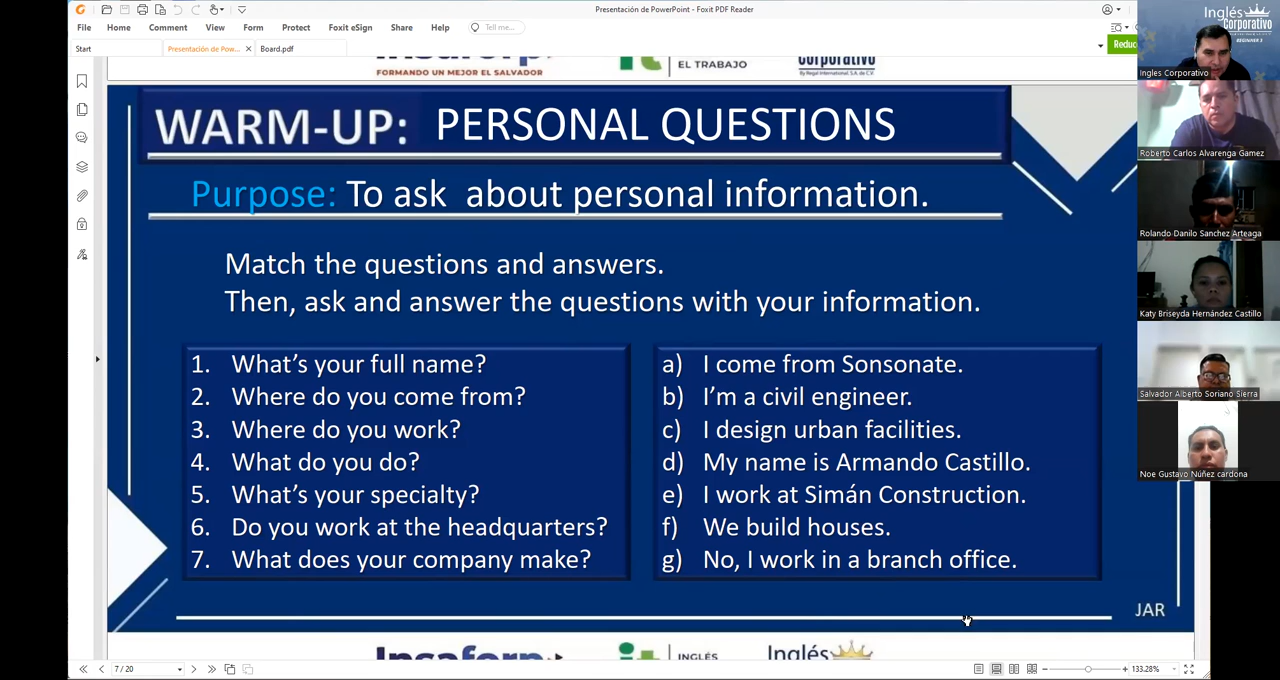 Presentación de PowerPoint - Foxit PDF Reader
File Home Comment View Form Protect Foxit eSign Share Help Tell me...
Start Presentación de Pow... Board.pdf
FORMANDO UN MEJOR EL SALVADOR
EL TRABAJO
Corporativo
By Regal International, S.A. de C.V.
WARM-UP: PERSONAL QUESTIONS
Purpose: To ask about personal information.
Match the questions and answers.
Then, ask and answer the questions with your information.
1. What's your full name?
2. Where do you come from?
3. Where do you work?
4. What do you do?
5. What's your specialty?
6. Do you work at the headquarters?
7. What does your company make?
a) I come from Sonsonate.
b) I'm a civil engineer.
c) I design urban facilities.
d) My name is Armando Castillo.
e) I work at Simán Construction.
f) We build houses.
g) No, I work in a branch office.
JAR
Insaforp
INGLÉS
Inglés
7 / 20
133.28%
Inglés
Corporativo
BEGINNER 3
Ingles Corporativo
Roberto Carlos Alvarenga Gamez
Rolando Danilo Sanchez Arteaga
Katy Briseyda Hernández Castillo
Salvador Alberto Soriano Sierra
Noe Gustavo Núñez cardona